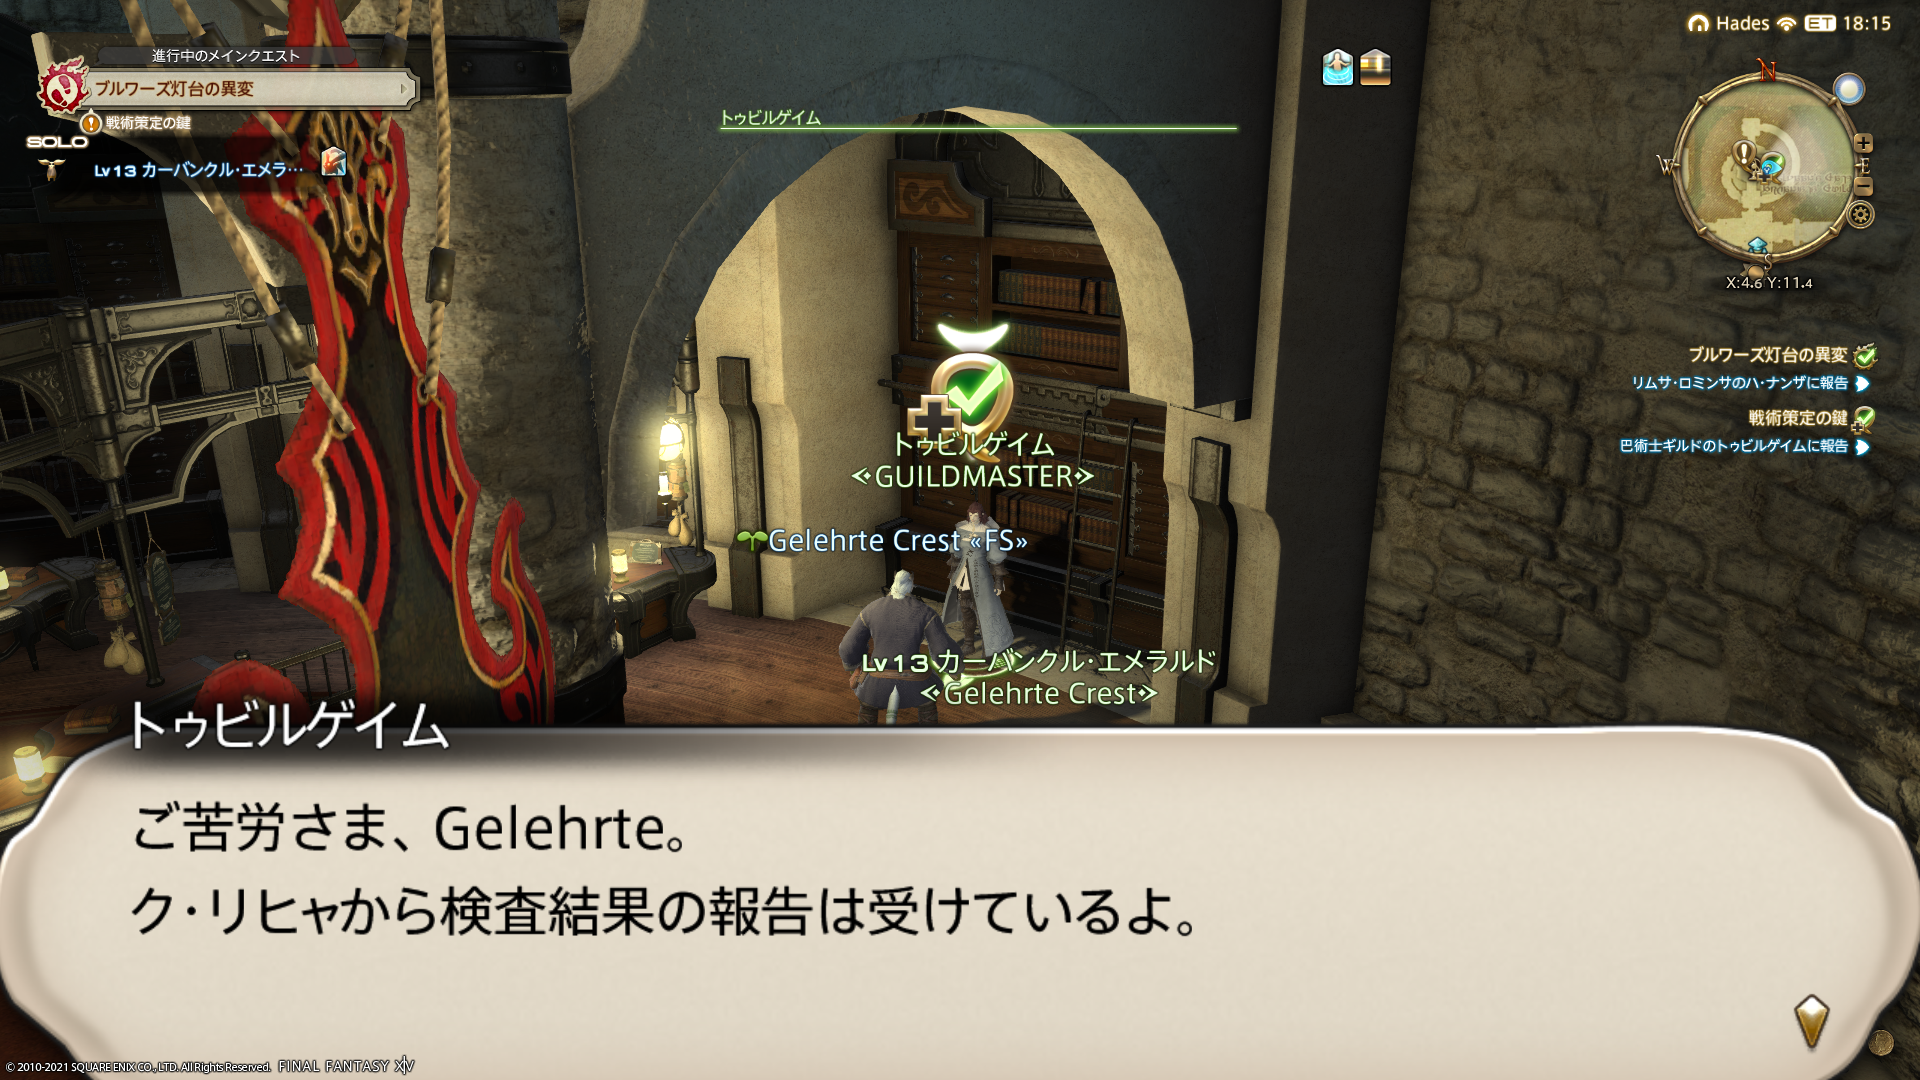 進行中のメインクエスト
ブルワーズ灯台の異変
戦術策定の鍵
SOLO
Lv13 カーバンクル・エメラ…
トゥビルゲイム
Hades ET 18:15
N
W
E
S
X:4.6 Y:11.4
ブルワーズ灯台の異変
リムサ・ロミンサのハ・ナンザに報告
戦術策定の鍵
巴術士ギルドのトゥビルゲイムに報告
トゥビルゲイム
<GUILDMASTER>
Gelehrte Crest «FS»
Lv13 カーバンクル・エメラルド
<Gelehrte Crest>
トゥビルゲイム
ご苦労さま、Gelehrte。
ク・リヒャから検査結果の報告は受けているよ。
© 2010-2021 SQUARE ENIX CO., LTD. All Rights Reserved. FINAL FANTASY XIV